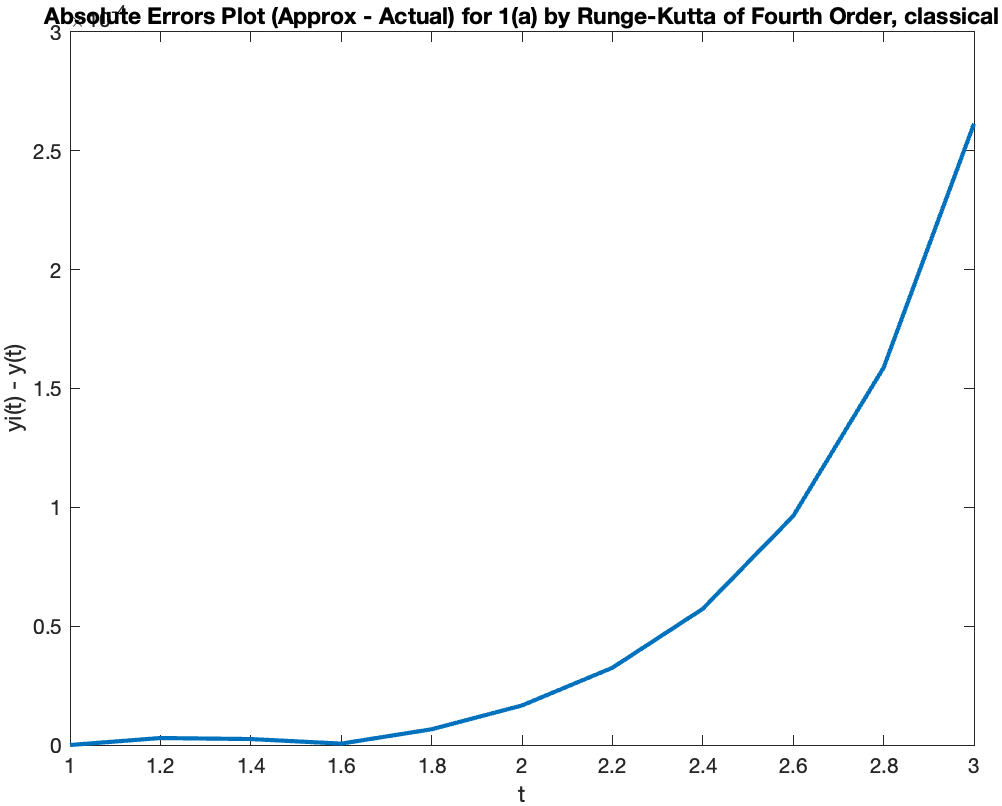 Absolute Errors Plot (Approx - Actual) for 1(a) by Runge-Kutta of Fourth Order, classical
× 10⁻⁴
3
2.5
2
1.5
1
0.5
0
yi(t) - y(t)
1 1.2 1.4 1.6 1.8 2 2.2 2.4 2.6 2.8 3
t